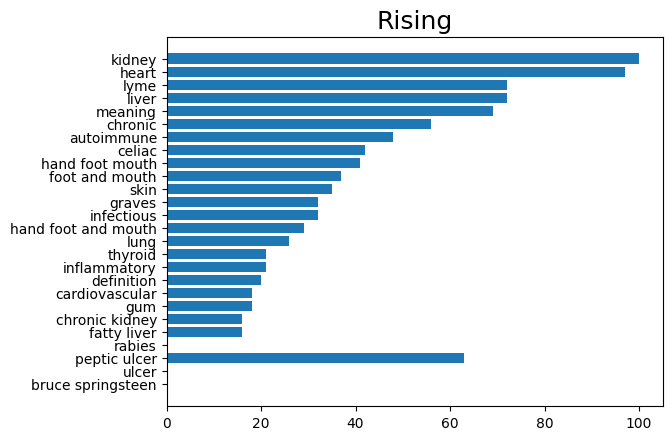 Rising
kidney
heart
lyme
liver
meaning
chronic
autoimmune
celiac
hand foot mouth
foot and mouth
skin
graves
infectious
hand foot and mouth
lung
thyroid
inflammatory
definition
cardiovascular
gum
chronic kidney
fatty liver
rabies
peptic ulcer
ulcer
bruce springsteen
0 20 40 60 80 100